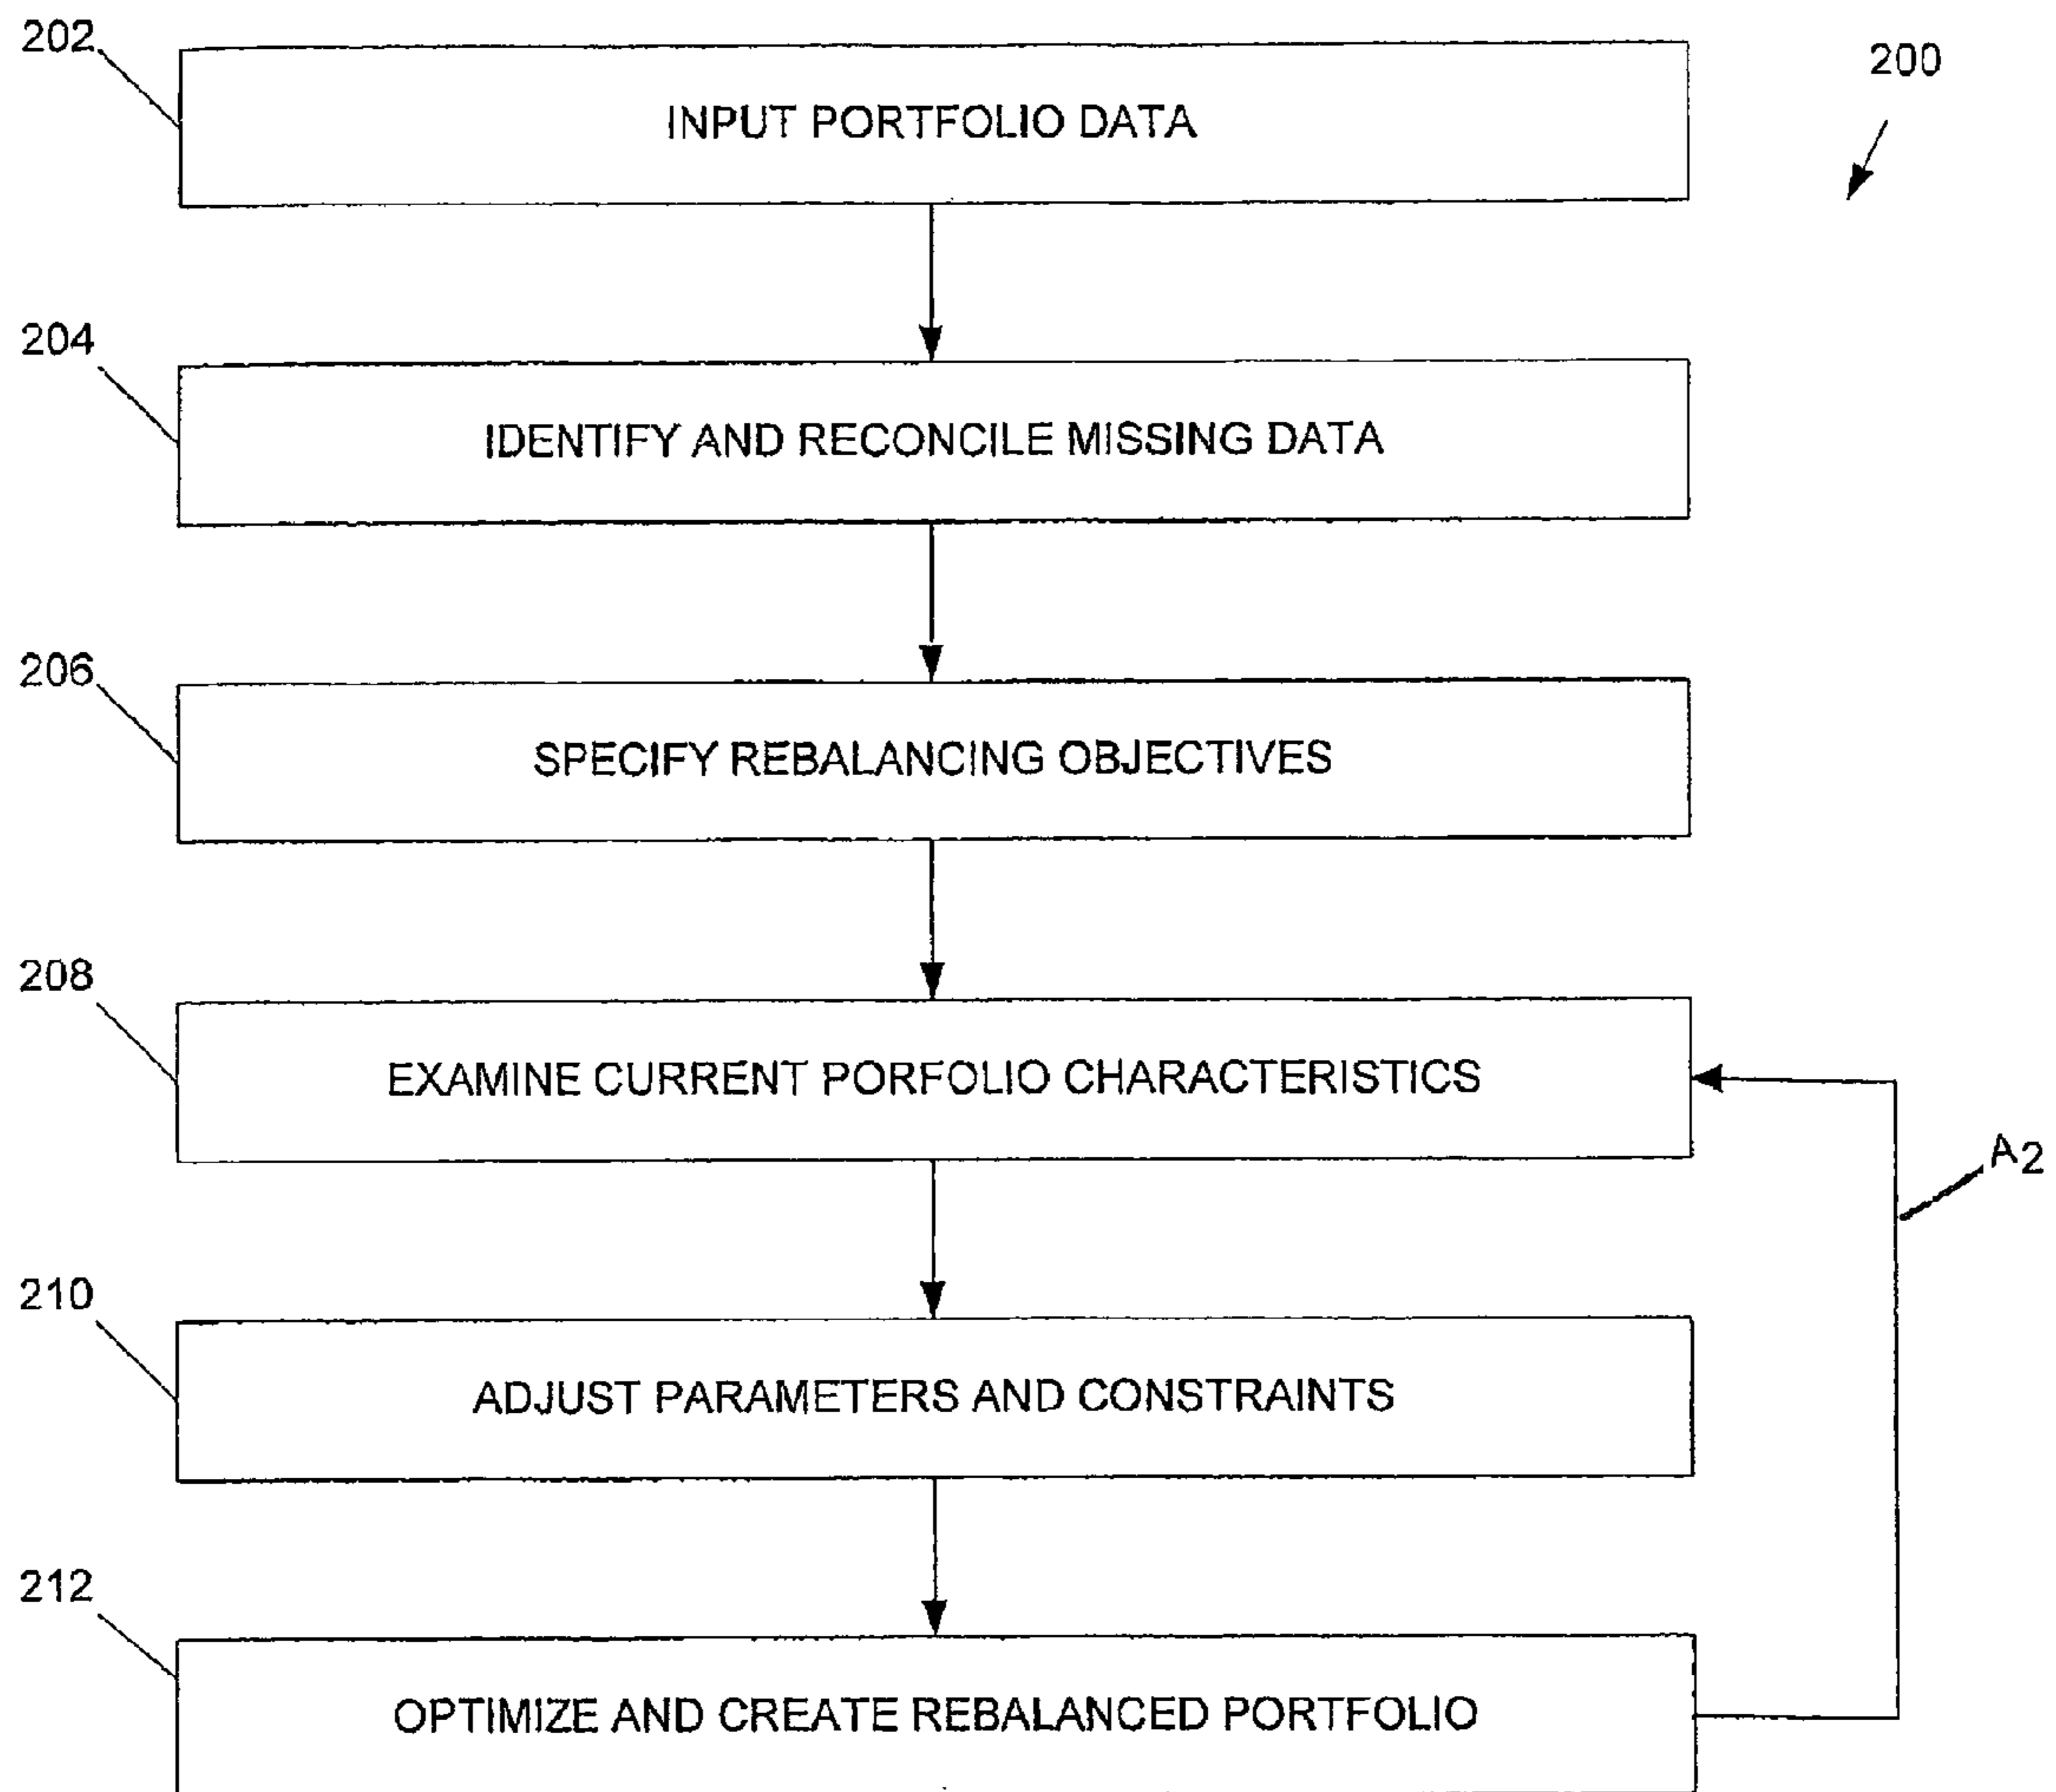 202
INPUT PORTFOLIO DATA
200
204
IDENTIFY AND RECONCILE MISSING DATA
206
SPECIFY REBALANCING OBJECTIVES
208
EXAMINE CURRENT PORFOLIO CHARACTERISTICS
A2
210
ADJUST PARAMETERS AND CONSTRAINTS
212
OPTIMIZE AND CREATE REBALANCED PORTFOLIO